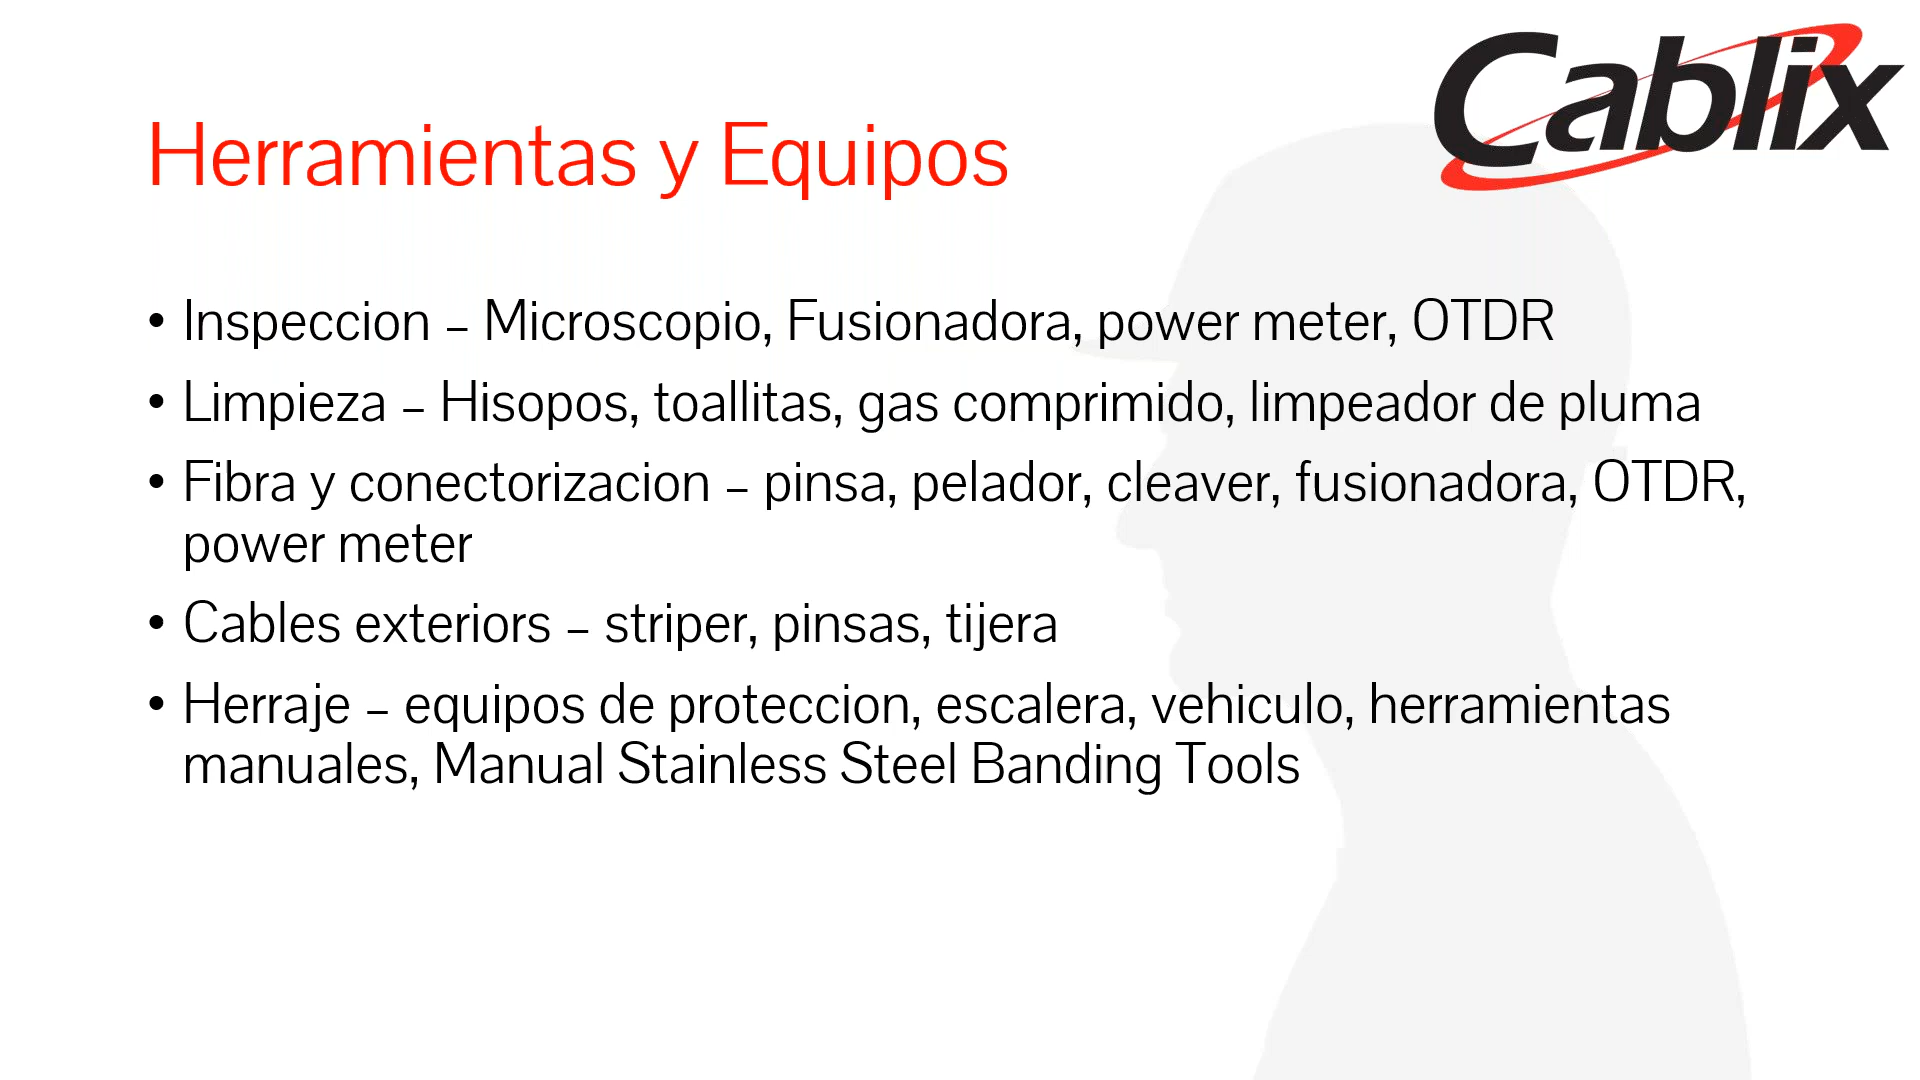 Cablix
Herramientas y Equipos
• Inspeccion – Microscopio, Fusionadora, power meter, OTDR
• Limpieza – Hisopos, toallitas, gas comprimido, limpeador de pluma
• Fibra y conectorizacion – pinsa, pelador, cleaver, fusionadora, OTDR,
power meter
• Cables exteriors – striper, pinsas, tijera
• Herraje – equipos de proteccion, escalera, vehiculo, herramientas
manuales, Manual Stainless Steel Banding Tools